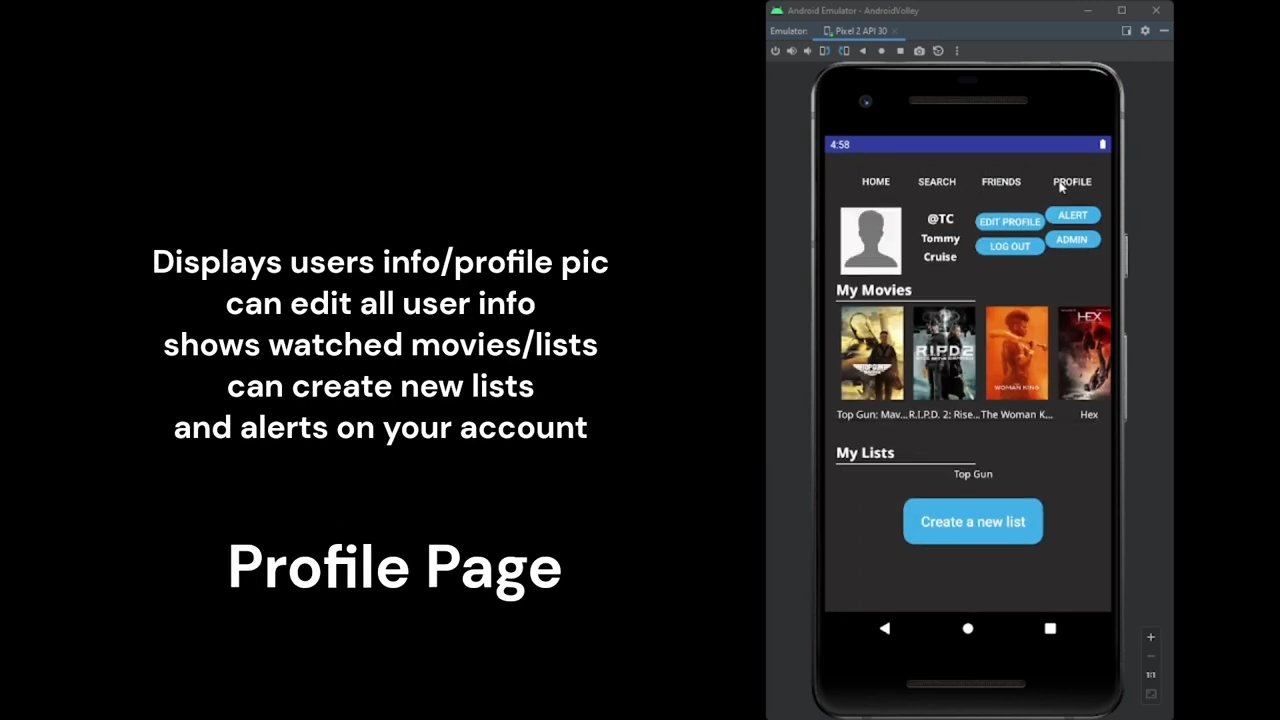 Android Emulator - AndroidVolley
Emulator: Pixel 2 API 30
4:58
HOME SEARCH FRIENDS PROFILE
@TC
Tommy
Cruise
EDIT PROFILE
LOG OUT
ALERT
ADMIN
My Movies
TOP GUN
R.I.P.D 2
WOMAN KING
HEX
Top Gun: Mav... R.I.P.D. 2: Rise... The Woman K... Hex
My Lists
Top Gun
Create a new list
1:1
Displays users info/profile pic
can edit all user info
shows watched movies/lists
can create new lists
and alerts on your account
Profile Page